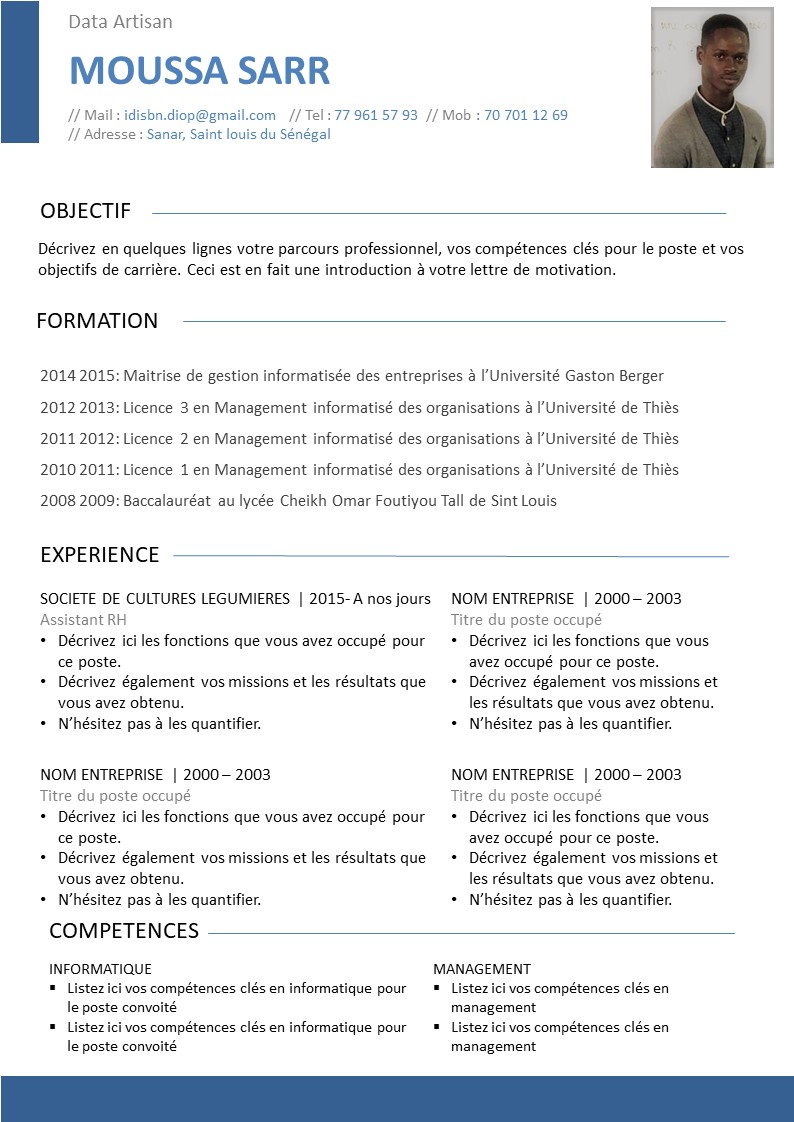 Data Artisan
MOUSSA SARR
// Mail : idisbn.diop@gmail.com // Tel : 77 961 57 93 // Mob : 70 701 12 69
// Adresse : Sanar, Saint louis du Sénégal
OBJECTIF
Décrivez en quelques lignes votre parcours professionnel, vos compétences clés pour le poste et vos
objectifs de carrière. Ceci est en fait une introduction à votre lettre de motivation.
FORMATION
2014 2015: Maitrise de gestion informatisée des entreprises à l’Université Gaston Berger
2012 2013: Licence 3 en Management informatisé des organisations à l’Université de Thiès
2011 2012: Licence 2 en Management informatisé des organisations à l’Université de Thiès
2010 2011: Licence 1 en Management informatisé des organisations à l’Université de Thiès
2008 2009: Baccalauréat au lycée Cheikh Omar Foutiyou Tall de Sint Louis
EXPERIENCE
SOCIETE DE CULTURES LEGUMIERES | 2015- A nos jours
Assistant RH
• Décrivez ici les fonctions que vous avez occupé pour
ce poste.
• Décrivez également vos missions et les résultats que
vous avez obtenu.
• N’hésitez pas à les quantifier.
NOM ENTREPRISE | 2000 – 2003
Titre du poste occupé
• Décrivez ici les fonctions que vous
avez occupé pour ce poste.
• Décrivez également vos missions et
les résultats que vous avez obtenu.
• N’hésitez pas à les quantifier.
NOM ENTREPRISE | 2000 – 2003
Titre du poste occupé
• Décrivez ici les fonctions que vous avez occupé pour
ce poste.
• Décrivez également vos missions et les résultats que
vous avez obtenu.
• N’hésitez pas à les quantifier.
NOM ENTREPRISE | 2000 – 2003
Titre du poste occupé
• Décrivez ici les fonctions que vous
avez occupé pour ce poste.
• Décrivez également vos missions et
les résultats que vous avez obtenu.
• N’hésitez pas à les quantifier.
COMPETENCES
INFORMATIQUE
▪ Listez ici vos compétences clés en informatique pour
le poste convoité
▪ Listez ici vos compétences clés en informatique pour
le poste convoité
MANAGEMENT
▪ Listez ici vos compétences clés en
management
▪ Listez ici vos compétences clés en
management